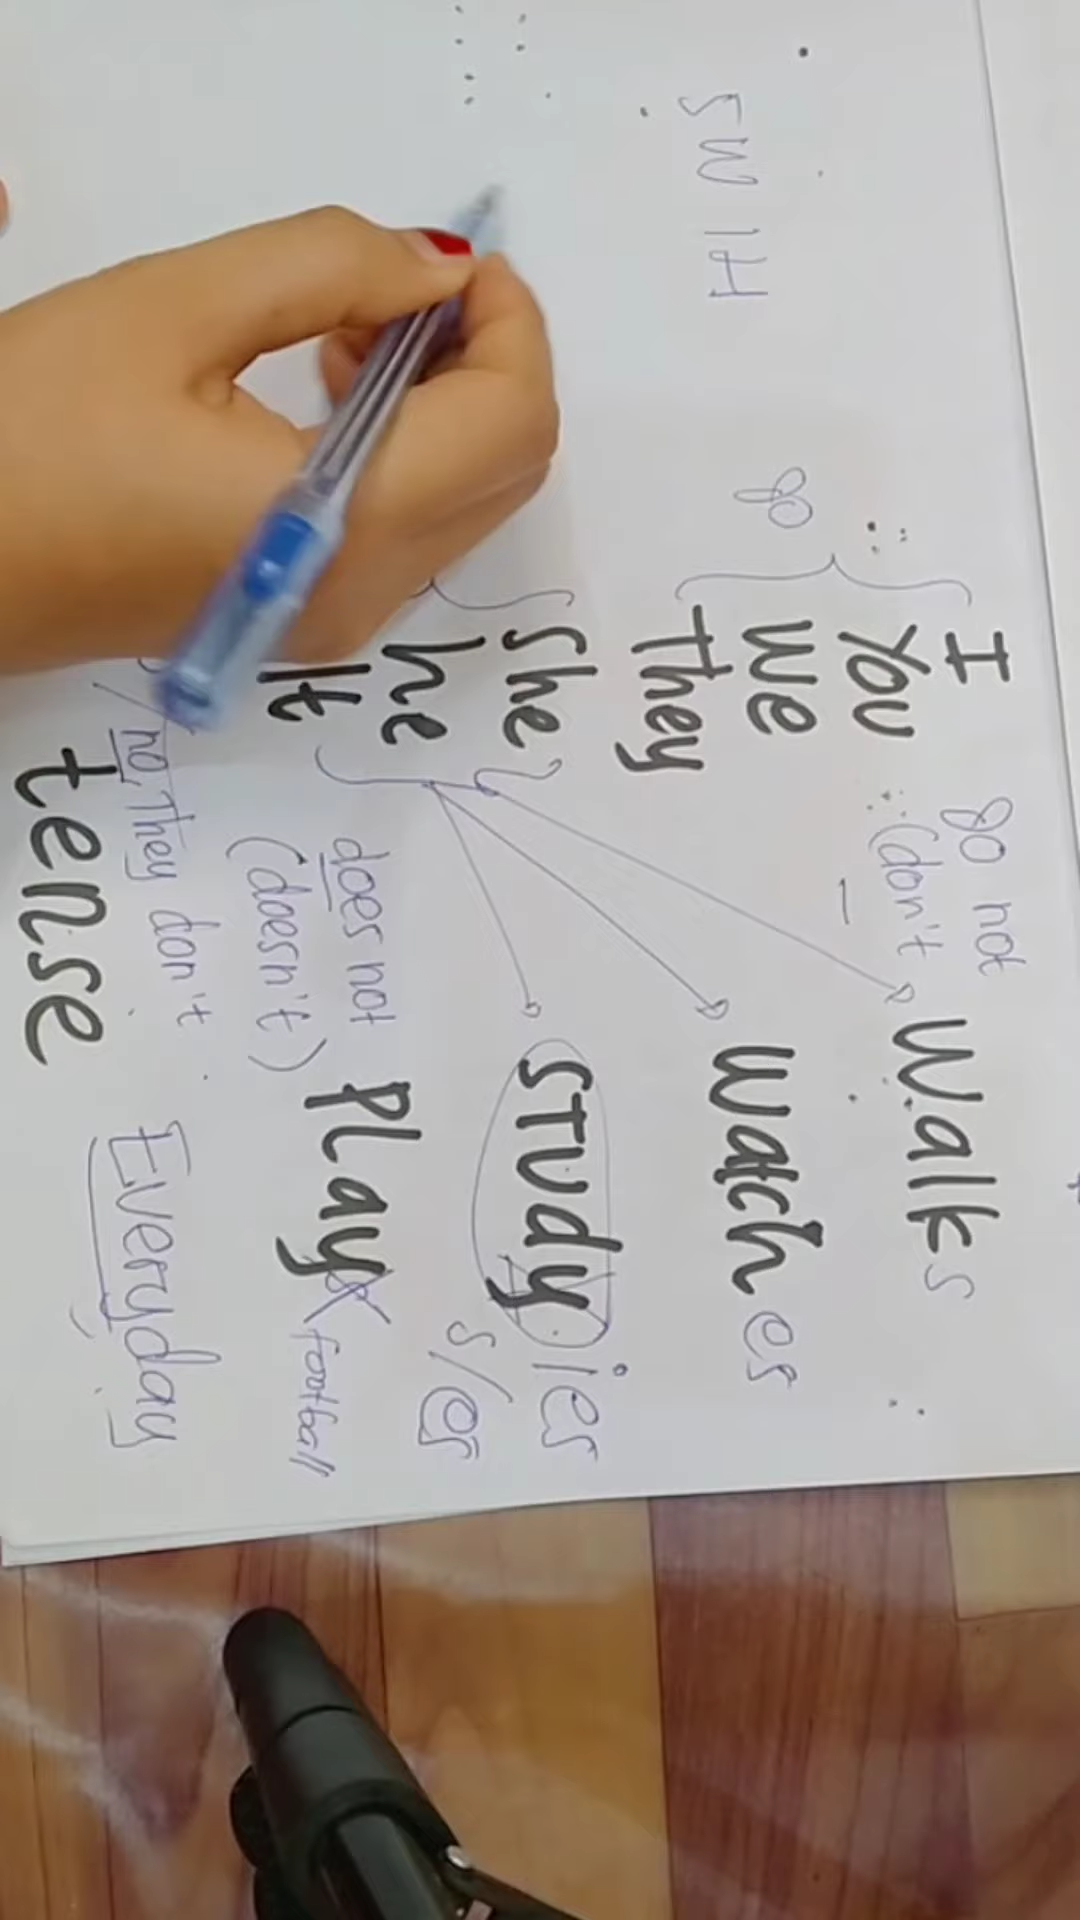 I go not Walks
You (don't
go We Watches
SW IH They
She STUDY ies
he s/es
It does not PLay football
(doesn't)
no, They don't Everyday
tense